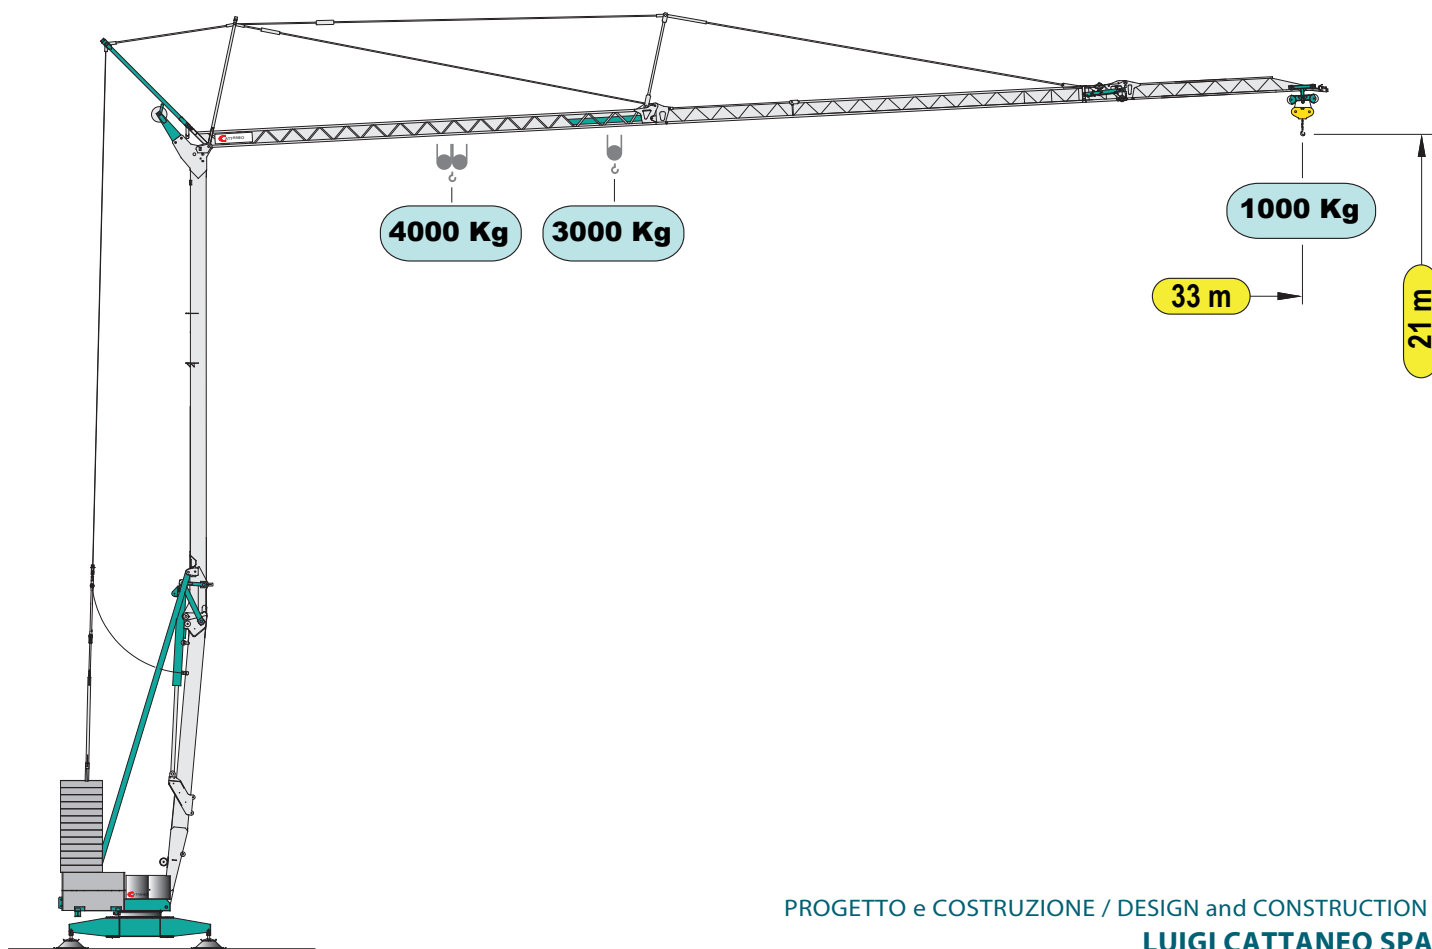 4000 Kg
3000 Kg
1000 Kg
33 m
21 m
PROGETTO e COSTRUZIONE / DESIGN and CONSTRUCTION
LUIGI CATTANEO SPA